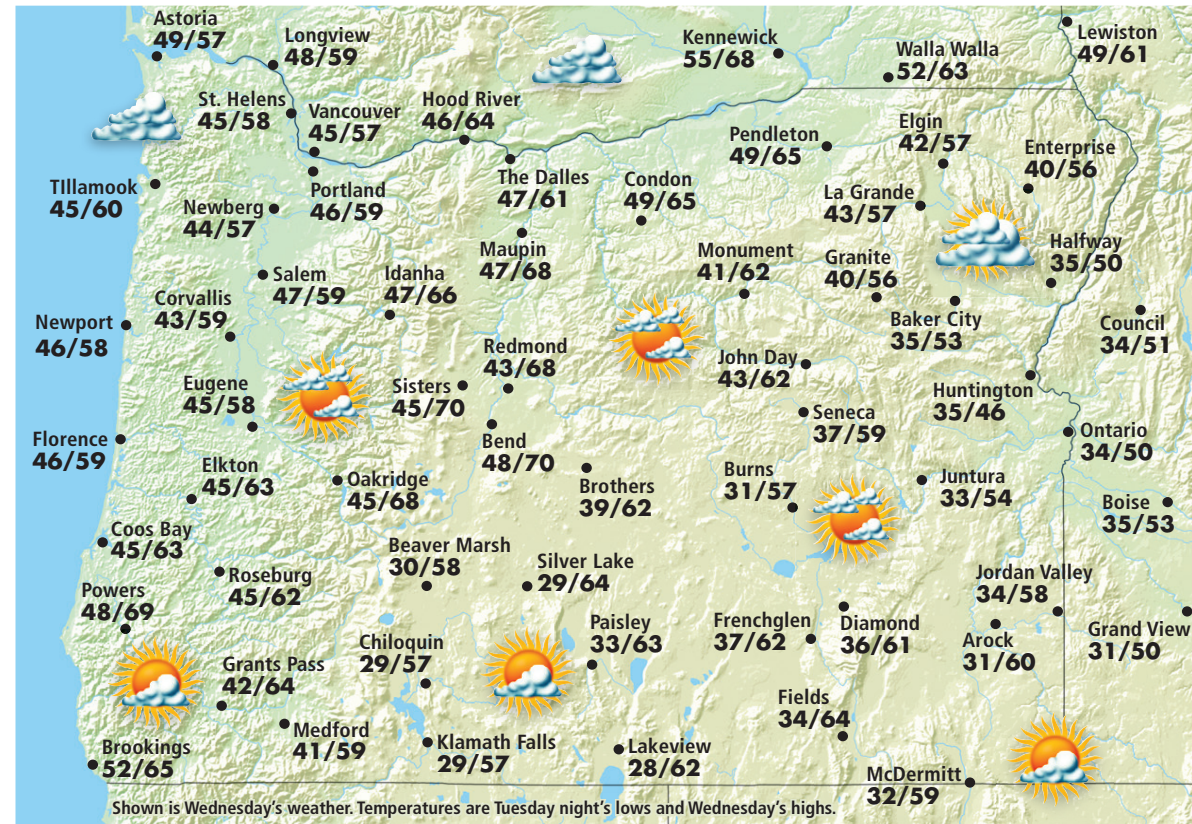 Astoria
49/57
Longview
48/59
Kennewick
55/68
Walla Walla
52/63
Lewiston
49/61
St. Helens
45/58
Vancouver
45/57
Hood River
46/64
Pendleton
49/65
Elgin
42/57
Enterprise
40/56
TIllamook
45/60
Newberg
44/57
Portland
46/59
The Dalles
47/61
Condon
49/65
La Grande
43/57
Maupin
47/68
Monument
41/62
Granite
40/56
Halfway
35/50
Salem
47/59
Idanha
47/66
Corvallis
43/59
Newport
46/58
Baker City
35/53
Council
34/51
Redmond
43/68
John Day
43/62
Eugene
45/58
Sisters
45/70
Huntington
35/46
Seneca
37/59
Florence
46/59
Bend
48/70
Ontario
34/50
Elkton
45/63
Oakridge
45/68
Brothers
39/62
Burns
31/57
Juntura
33/54
Boise
35/53
Coos Bay
45/63
Beaver Marsh
30/58
Silver Lake
29/64
Roseburg
45/62
Jordan Valley
34/58
Powers
48/69
Paisley
33/63
Frenchglen
37/62
Diamond
36/61
Arock
31/60
Grand View
31/50
Chiloquin
29/57
Grants Pass
42/64
Fields
34/64
Medford
41/59
Klamath Falls
29/57
Lakeview
28/62
Brookings
52/65
McDermitt
32/59
Shown is Wednesday's weather. Temperatures are Tuesday night's lows and Wednesday's highs.